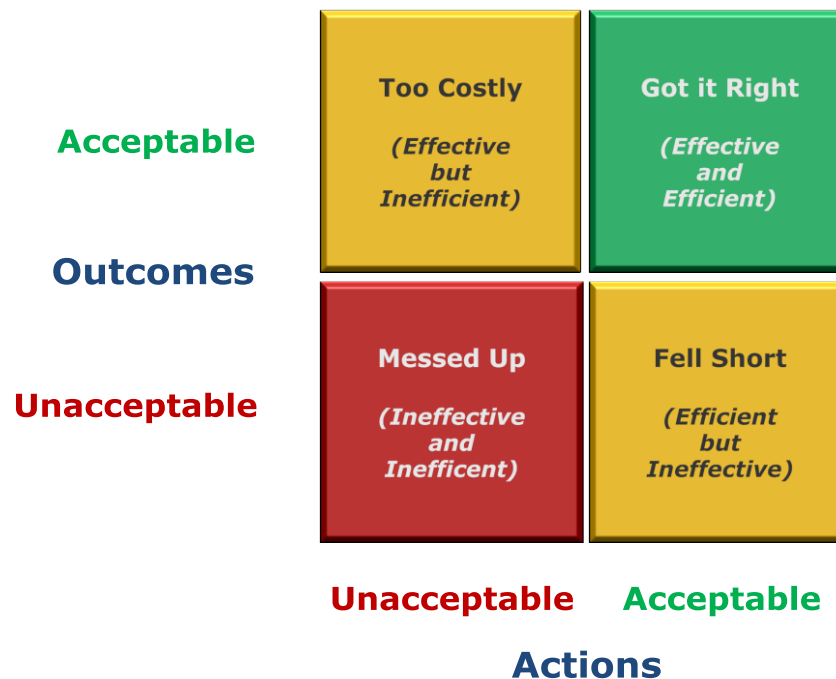 Too Costly
(Effective
but
Inefficient)
Got it Right
(Effective
and
Efficient)
Acceptable
Outcomes
Messed Up
(Ineffective
and
Inefficent)
Fell Short
(Efficient
but
Ineffective)
Unacceptable
Unacceptable
Acceptable
Actions